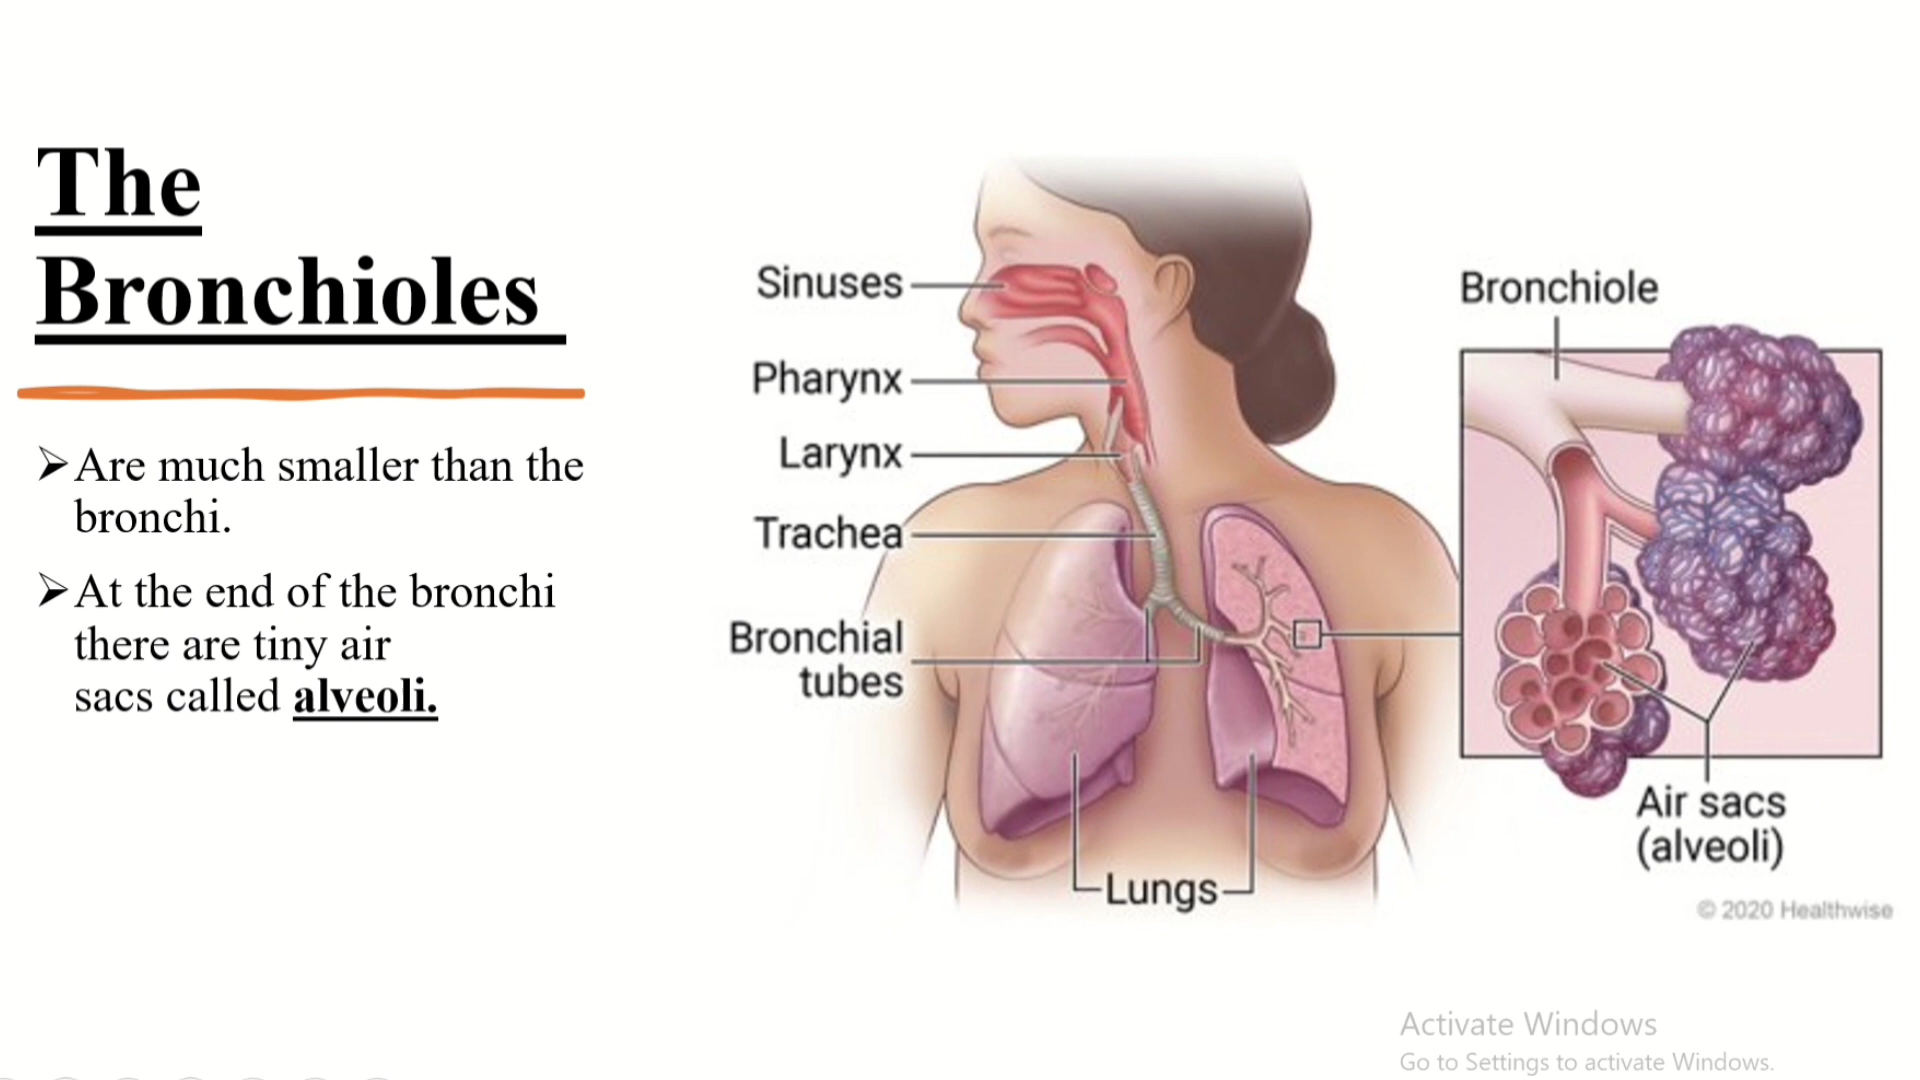 The
Bronchioles
➢Are much smaller than the
bronchi.
➢At the end of the bronchi
there are tiny air
sacs called alveoli.
Sinuses
Pharynx
Larynx
Trachea
Bronchial
tubes
Lungs
Bronchiole
Air sacs
(alveoli)
© 2020 Healthwise
Activate Windows
Go to Settings to activate Windows.